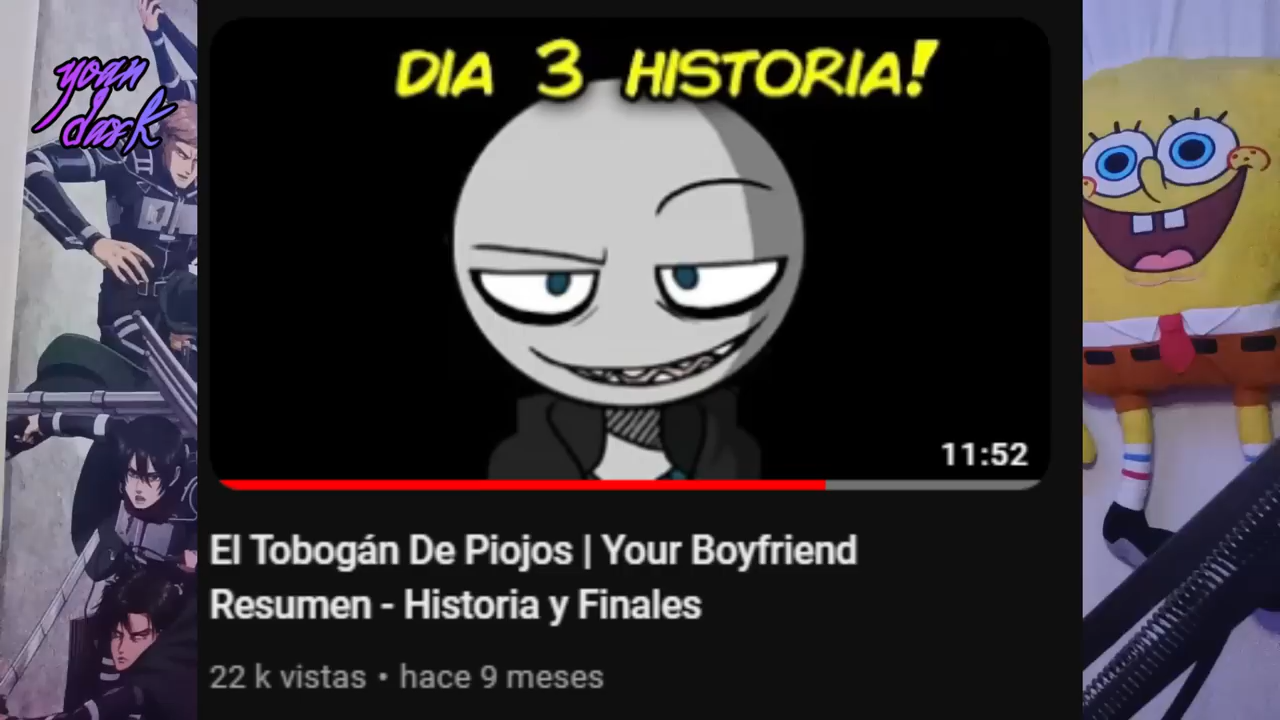 yoan
dark
DIA 3 HISTORIA!
11:52
El Tobogán De Piojos | Your Boyfriend
Resumen - Historia y Finales
22 k vistas • hace 9 meses